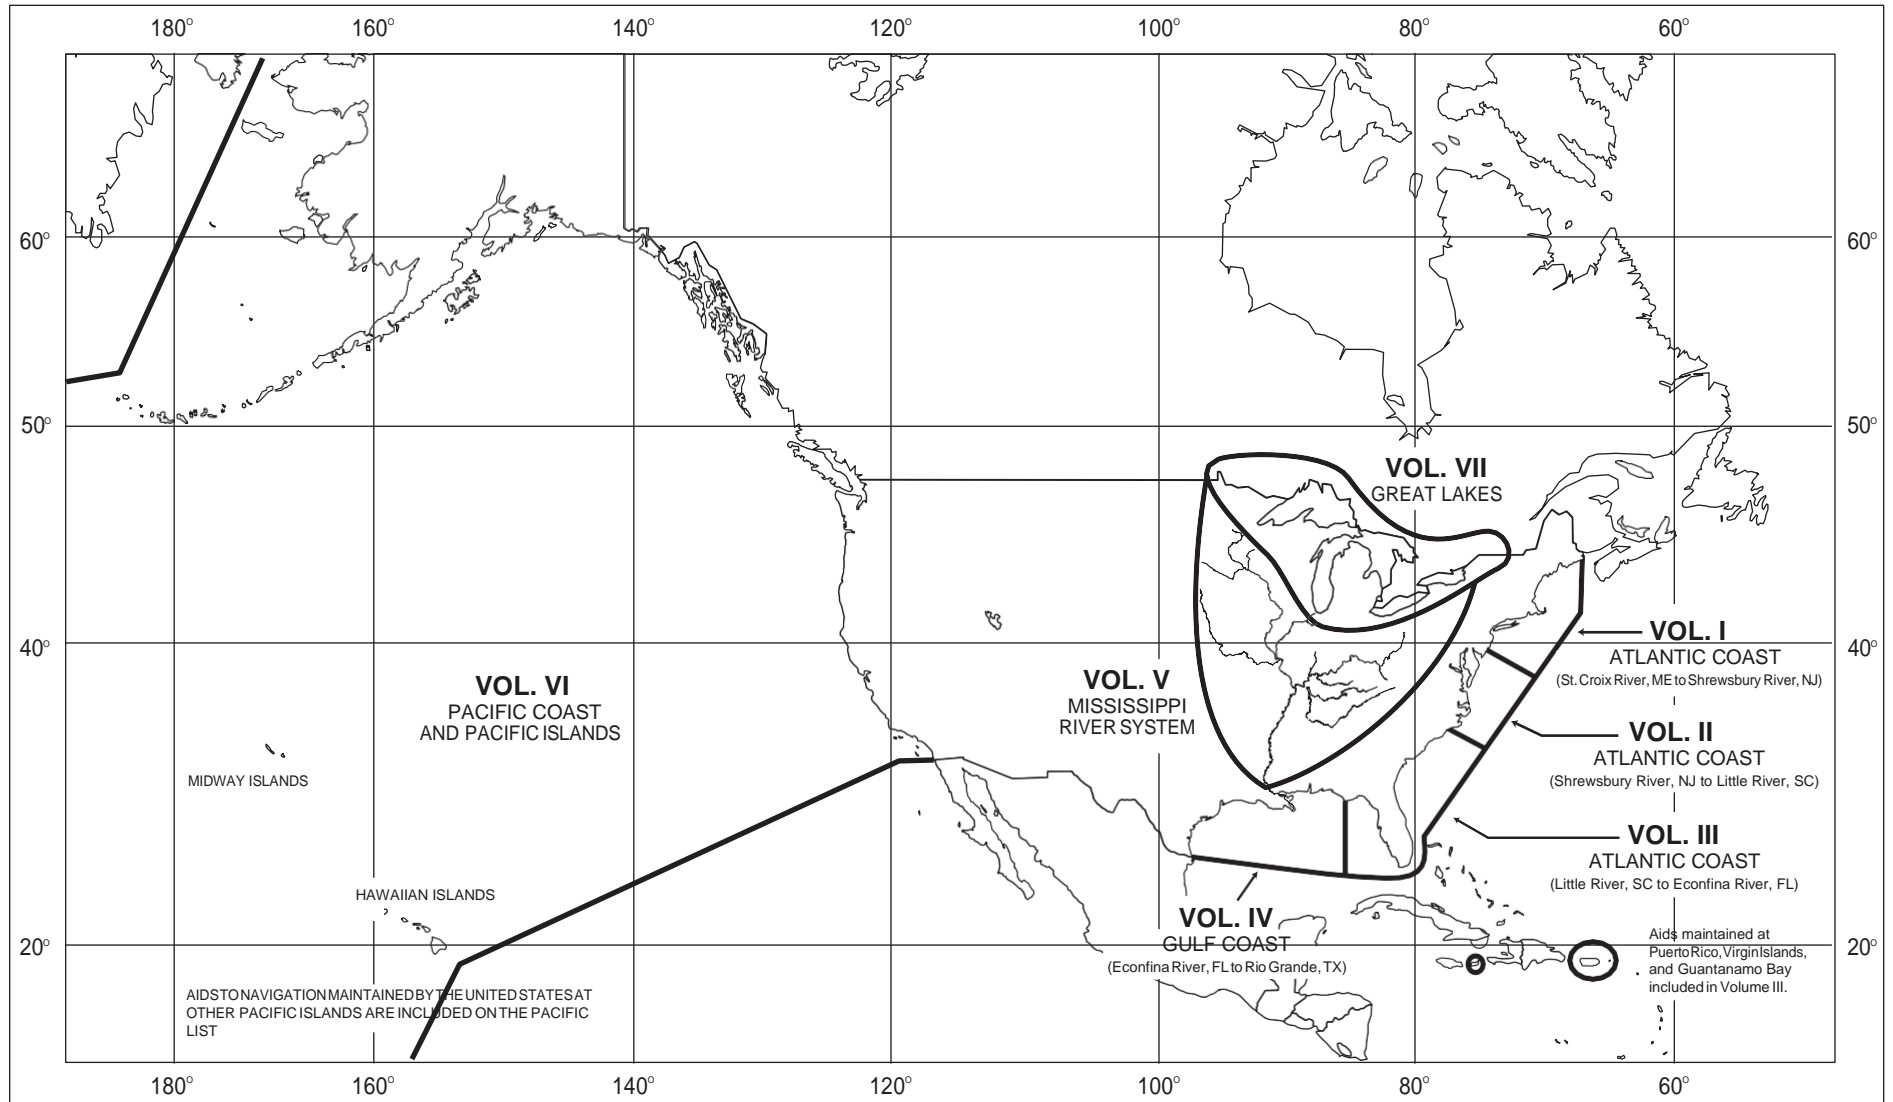 180° 160° 140° 120° 100° 80° 60°
60° 60°
50° 50°
VOL. VII
GREAT LAKES
40° 40°
VOL. I
ATLANTIC COAST
(St. Croix River, ME to Shrewsbury River, NJ)
VOL. VI
PACIFIC COAST
AND PACIFIC ISLANDS
VOL. V
MISSISSIPPI
RIVER SYSTEM
VOL. II
ATLANTIC COAST
(Shrewsbury River, NJ to Little River, SC)
MIDWAY ISLANDS
VOL. III
ATLANTIC COAST
(Little River, SC to Econfina River, FL)
HAWAIIAN ISLANDS
VOL. IV
GULF COAST
(Econfina River, FL to Rio Grande, TX)
20° 20°
Aids maintained at
Puerto Rico, Virgin Islands,
and Guantanamo Bay
included in Volume III.
AIDS TO NAVIGATION MAINTAINED BY THE UNITED STATES AT
OTHER PACIFIC ISLANDS ARE INCLUDED ON THE PACIFIC
LIST
180° 160° 140° 120° 100° 80° 60°